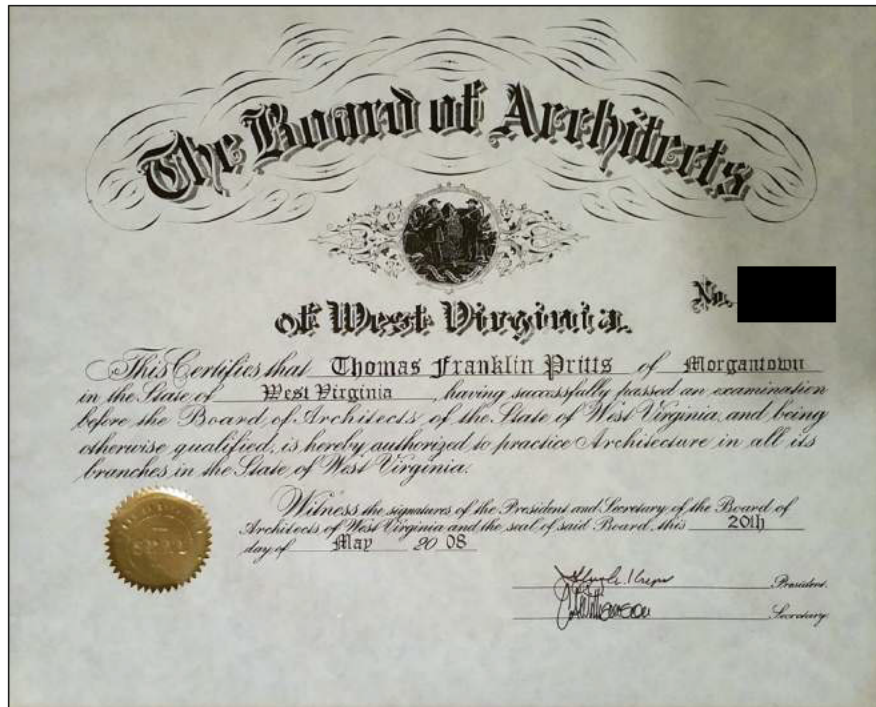 The Board of Architects
of West Virginia.
No.
This Certifies that Thomas Franklin Pritts of Morgantown
in the State of West Virginia, having successfully passed an examination
before the Board of Architects of the State of West Virginia, and being
otherwise qualified, is hereby authorized to practice Architecture in all its
branches in the State of West Virginia.
Witness the signatures of the President and Secretary of the Board of
Architects of West Virginia and the seal of said Board, this 20th
day of May 20 08
President.
Secretary.
SEAL